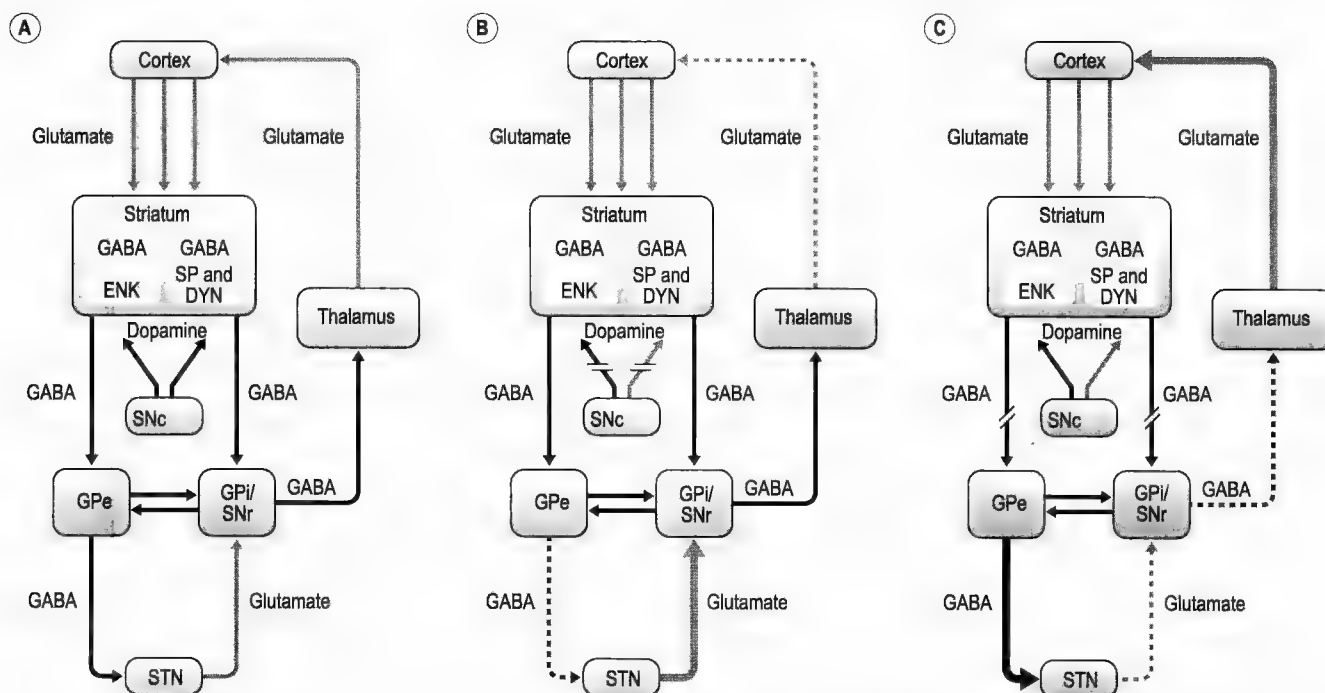 A
Cortex
Glutamate
Glutamate
Striatum
GABA GABA
ENK SP and
DYN
Dopamine
Thalamus
GABA
SNc
GABA
GPe
GPi/
SNr
GABA
GABA
Glutamate
STN
B
Cortex
Glutamate
Glutamate
Striatum
GABA GABA
ENK SP and
DYN
Dopamine
Thalamus
GABA
SNc
GABA
GPe
GPi/
SNr
GABA
GABA
Glutamate
STN
C
Cortex
Glutamate
Glutamate
Striatum
GABA GABA
ENK SP and
DYN
Dopamine
Thalamus
GABA
SNc
GABA
GPe
GPi/
SNr
GABA
GABA
Glutamate
STN